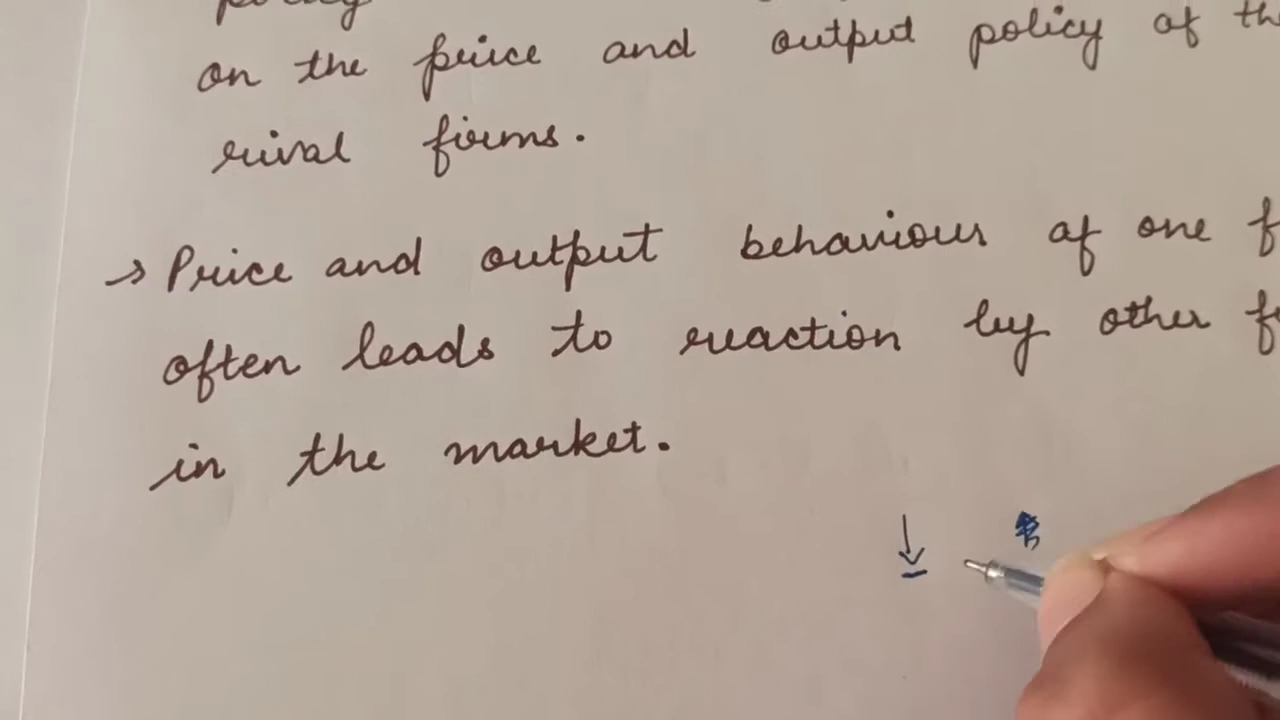 policy
on the price and output policy of th
rival firms.
→ Price and output behaviour of one f
often leads to reaction by other f
in the market.